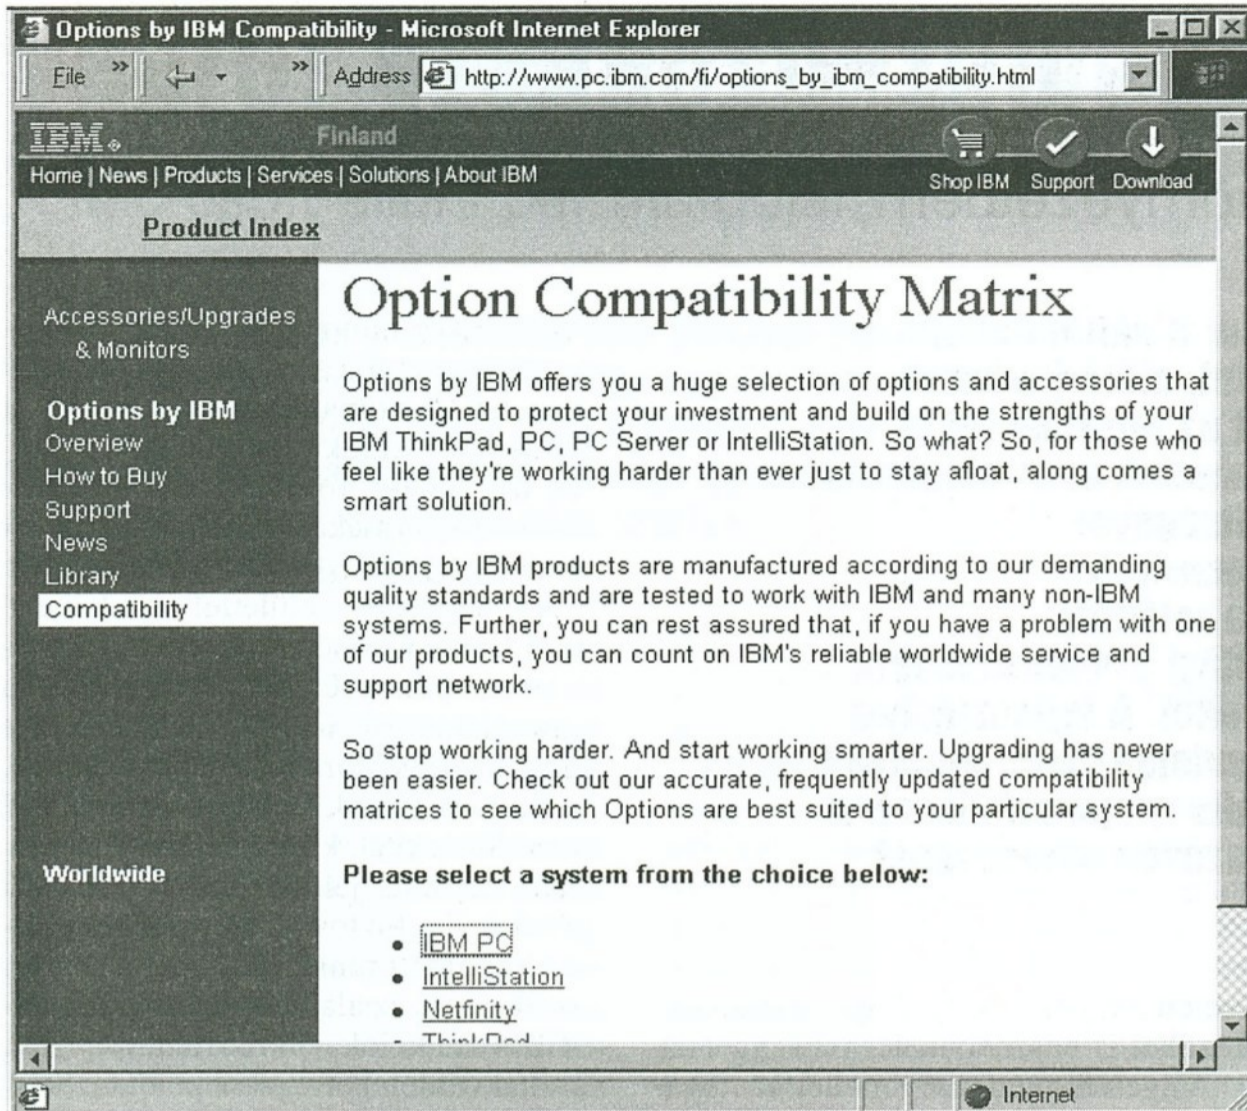 Options by IBM Compatibility - Microsoft Internet Explorer
File » » Address http://www.pc.ibm.com/fi/options_by_ibm_compatibility.html
IBM® Finland
Home | News | Products | Services | Solutions | About IBM
Shop IBM Support Download
Product Index
Accessories/Upgrades
& Monitors
Options by IBM
Overview
How to Buy
Support
News
Library
Compatibility
Worldwide
Option Compatibility Matrix
Options by IBM offers you a huge selection of options and accessories that
are designed to protect your investment and build on the strengths of your
IBM ThinkPad, PC, PC Server or IntelliStation. So what? So, for those who
feel like they're working harder than ever just to stay afloat, along comes a
smart solution.
Options by IBM products are manufactured according to our demanding
quality standards and are tested to work with IBM and many non-IBM
systems. Further, you can rest assured that, if you have a problem with one
of our products, you can count on IBM's reliable worldwide service and
support network.
So stop working harder. And start working smarter. Upgrading has never
been easier. Check out our accurate, frequently updated compatibility
matrices to see which Options are best suited to your particular system.
Please select a system from the choice below:
• IBM PC
• IntelliStation
• Netfinity
• ThinkPad
Internet